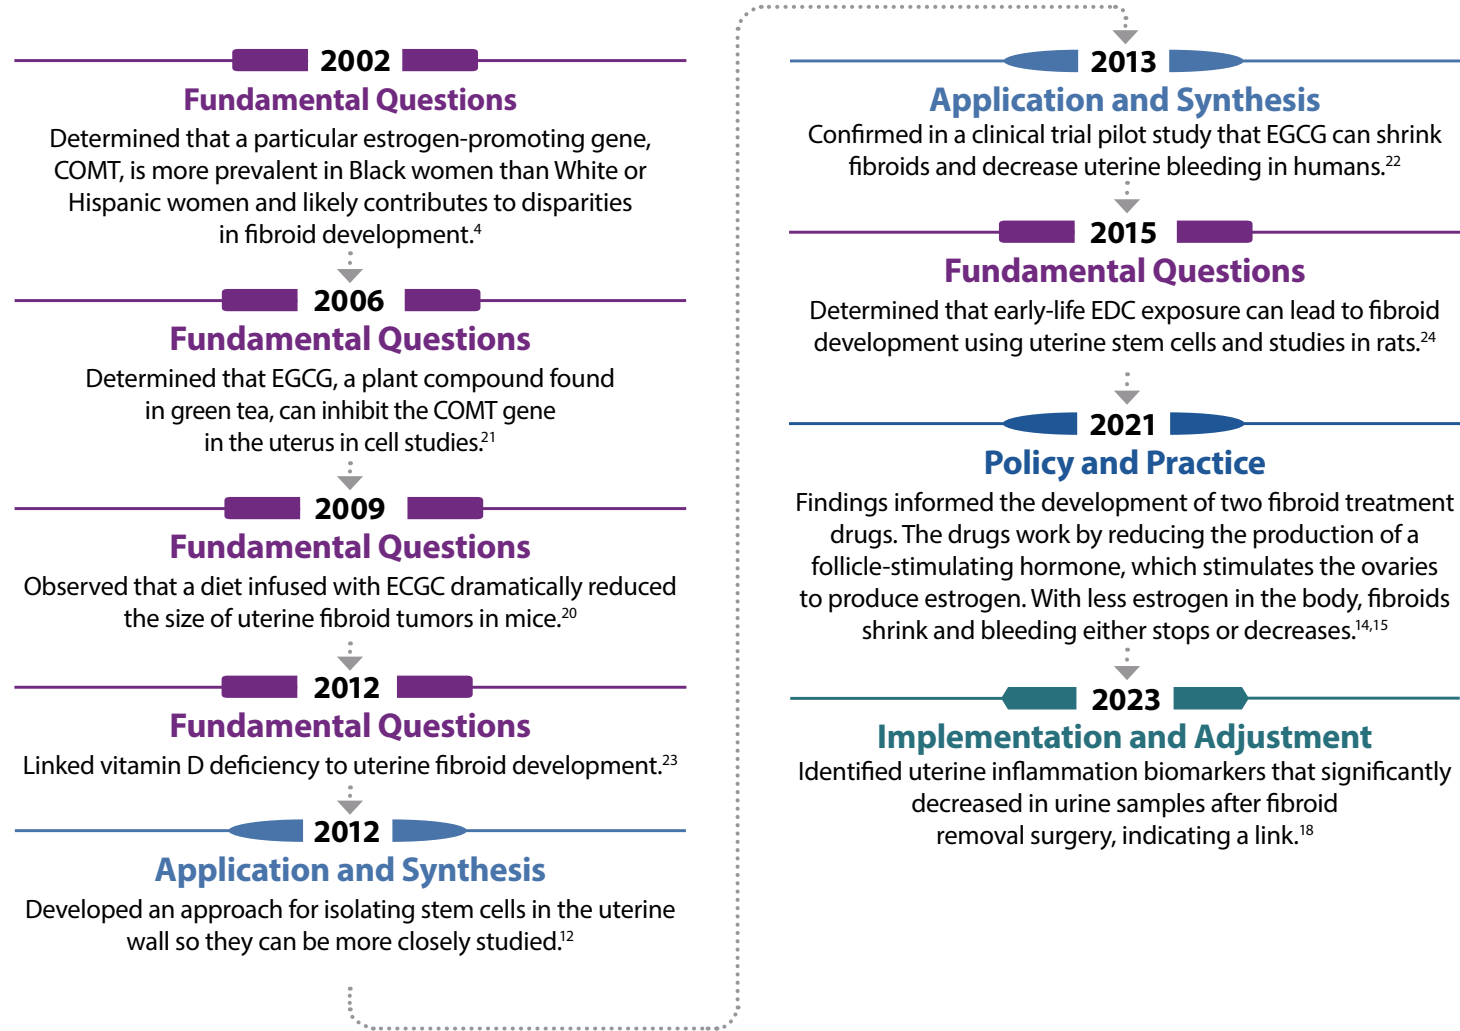 2002
Fundamental Questions
Determined that a particular estrogen-promoting gene,
COMT, is more prevalent in Black women than White or
Hispanic women and likely contributes to disparities
in fibroid development.4
2006
Fundamental Questions
Determined that EGCG, a plant compound found
in green tea, can inhibit the COMT gene
in the uterus in cell studies.21
2009
Fundamental Questions
Observed that a diet infused with ECGC dramatically reduced
the size of uterine fibroid tumors in mice.20
2012
Fundamental Questions
Linked vitamin D deficiency to uterine fibroid development.23
2012
Application and Synthesis
Developed an approach for isolating stem cells in the uterine
wall so they can be more closely studied.12
2013
Application and Synthesis
Confirmed in a clinical trial pilot study that EGCG can shrink
fibroids and decrease uterine bleeding in humans.22
2015
Fundamental Questions
Determined that early-life EDC exposure can lead to fibroid
development using uterine stem cells and studies in rats.24
2021
Policy and Practice
Findings informed the development of two fibroid treatment
drugs. The drugs work by reducing the production of a
follicle-stimulating hormone, which stimulates the ovaries
to produce estrogen. With less estrogen in the body, fibroids
shrink and bleeding either stops or decreases.14,15
2023
Implementation and Adjustment
Identified uterine inflammation biomarkers that significantly
decreased in urine samples after fibroid
removal surgery, indicating a link.18